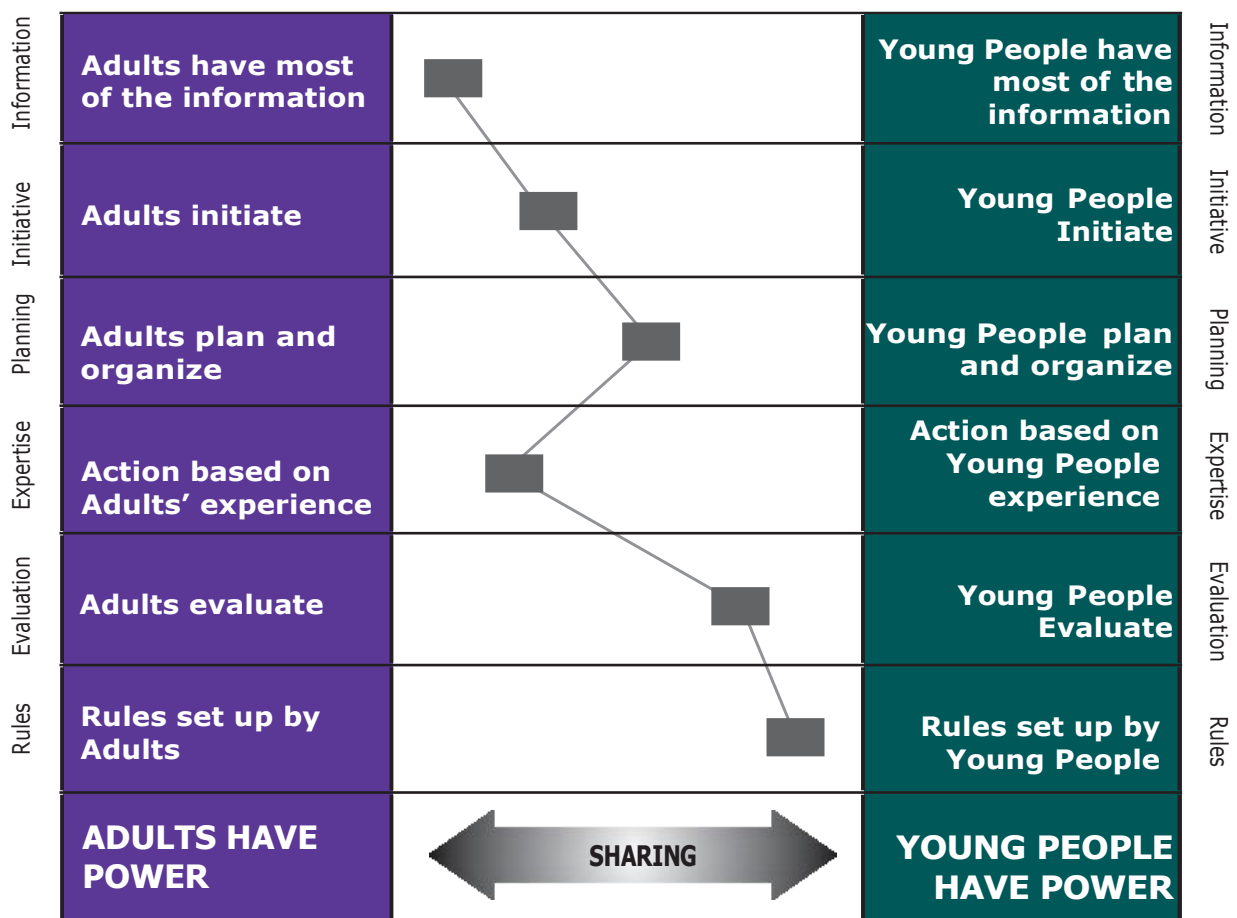 Information
Adults have most
of the information
Young People have
most of the
information
Information
Initiative
Adults initiate
Young People
Initiate
Initiative
Planning
Adults plan and
organize
Young People plan
and organize
Planning
Expertise
Action based on
Adults’ experience
Action based on
Young People
experience
Expertise
Evaluation
Adults evaluate
Young People
Evaluate
Evaluation
Rules
Rules set up by
Adults
Rules set up by
Young People
Rules
ADULTS HAVE
POWER
SHARING
YOUNG PEOPLE
HAVE POWER